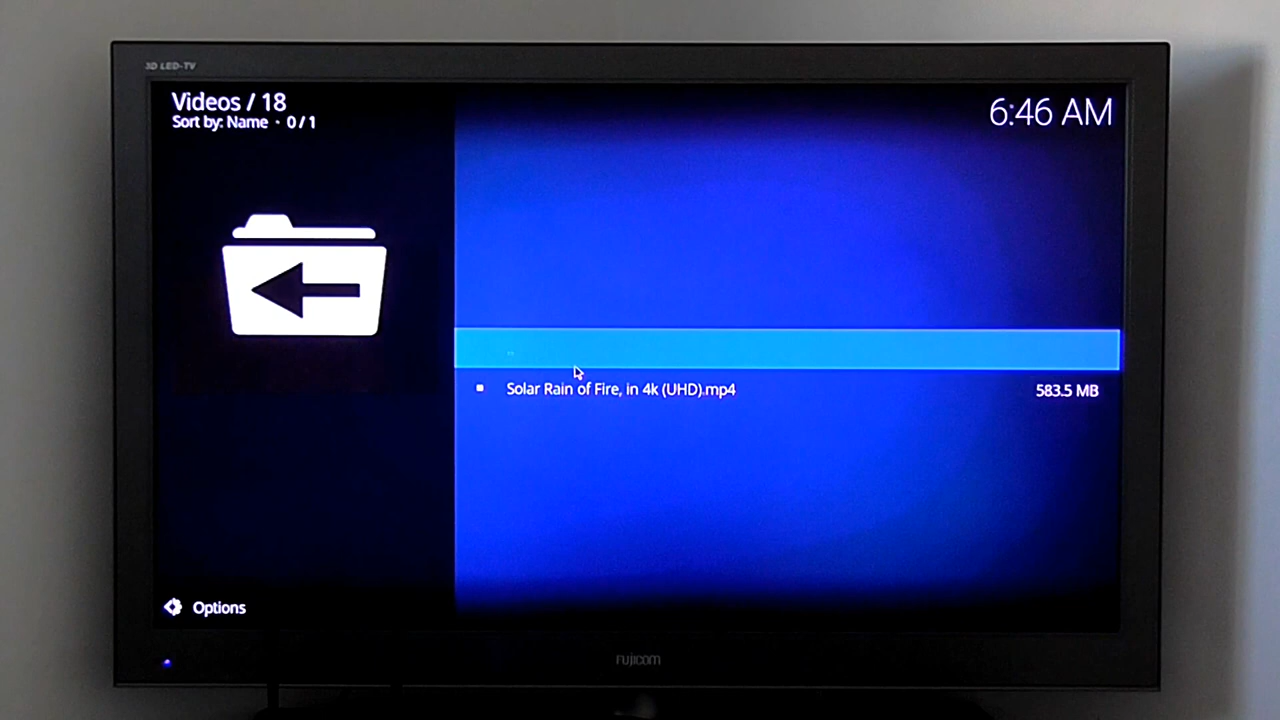 3D LED-TV
Videos / 18
Sort by: Name · 0 / 1
6:46 AM
..
Solar Rain of Fire, in 4k (UHD).mp4
583.5 MB
Options
FUJICOM